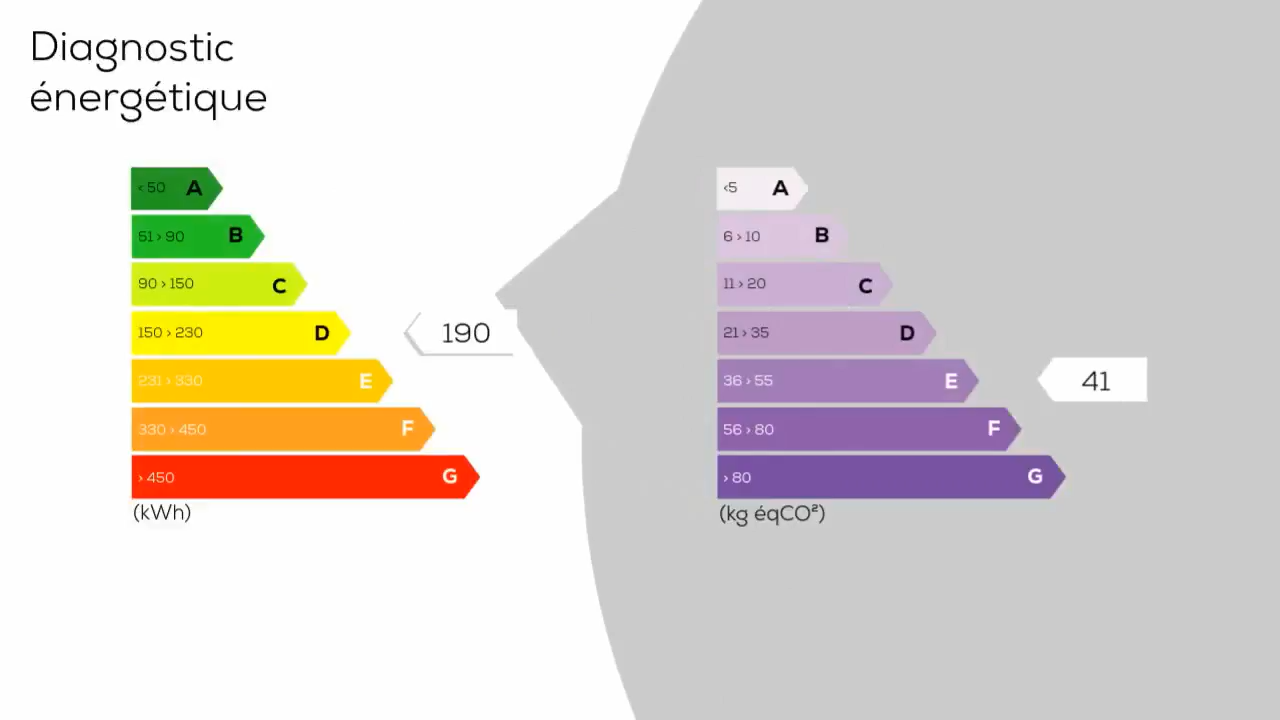 Diagnostic
énergétique
< 50 A
51 > 90 B
90 > 150 C
150 > 230 D
190
231 > 330 E
330 > 450 F
> 450 G
(kWh)
<5 A
6 > 10 B
11 > 20 C
21 > 35 D
36 > 55 E
41
56 > 80 F
> 80 G
(kg éqCO²)